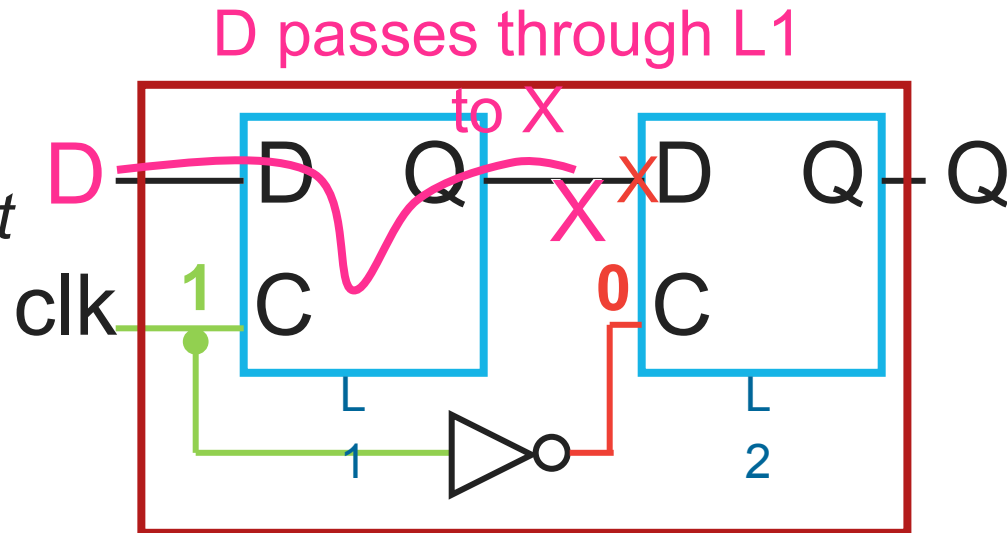 D passes through L1
to X
D D Q X X D Q Q
t
clk 1 C 0 C
L L
1 2